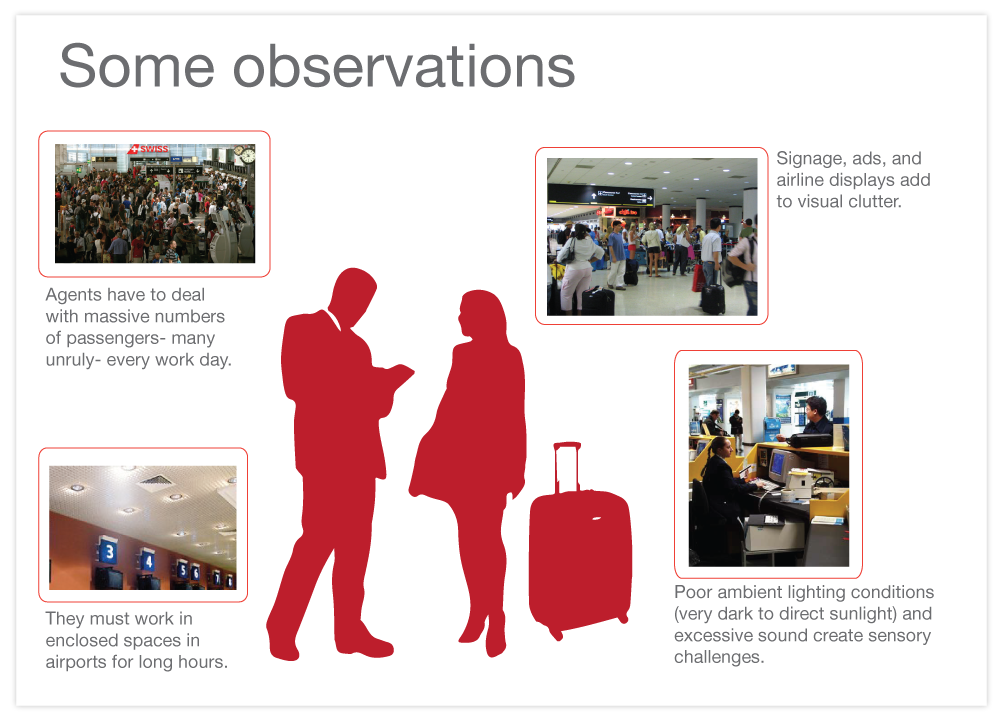 Some observations
SWISS
Agents have to deal
with massive numbers
of passengers- many
unruly- every work day.
Signage, ads, and
airline displays add
to visual clutter.
3
4
5
6
7
They must work in
enclosed spaces in
airports for long hours.
Poor ambient lighting conditions
(very dark to direct sunlight) and
excessive sound create sensory
challenges.